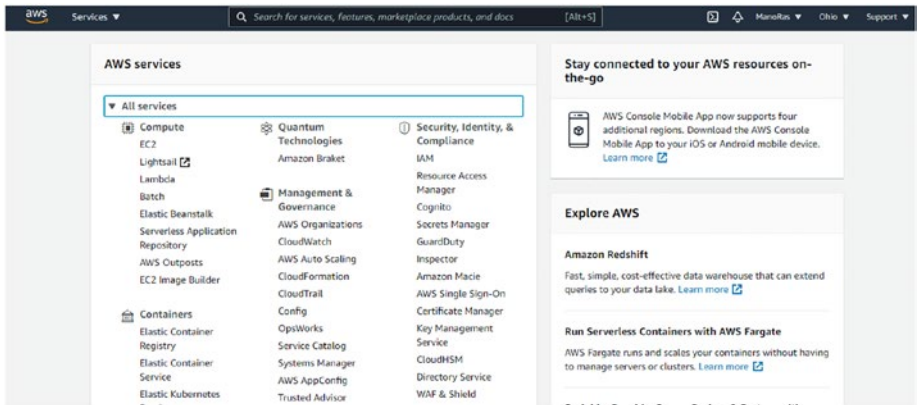 aws
Services ▼
Search for services, features, marketplace products, and docs
[Alt+S]
ManoRas ▼
Ohio ▼
Support ▼
AWS services
▼ All services
Compute
EC2
Lightsail
Lambda
Batch
Elastic Beanstalk
Serverless Application
Repository
AWS Outposts
EC2 Image Builder
Containers
Elastic Container
Registry
Elastic Container
Service
Elastic Kubernetes
Quantum
Technologies
Amazon Braket
Management &
Governance
AWS Organizations
CloudWatch
AWS Auto Scaling
CloudFormation
CloudTrail
Config
OpsWorks
Service Catalog
Systems Manager
AWS AppConfig
Trusted Advisor
Security, Identity, &
Compliance
IAM
Resource Access
Manager
Cognito
Secrets Manager
GuardDuty
Inspector
Amazon Macie
AWS Single Sign-On
Certificate Manager
Key Management
Service
CloudHSM
Directory Service
WAF & Shield
Stay connected to your AWS resources on-
the-go
AWS Console Mobile App now supports four
additional regions. Download the AWS Console
Mobile App to your iOS or Android mobile device.
Learn more
Explore AWS
Amazon Redshift
Fast, simple, cost-effective data warehouse that can extend
queries to your data lake. Learn more
Run Serverless Containers with AWS Fargate
AWS Fargate runs and scales your containers without having
to manage servers or clusters. Learn more